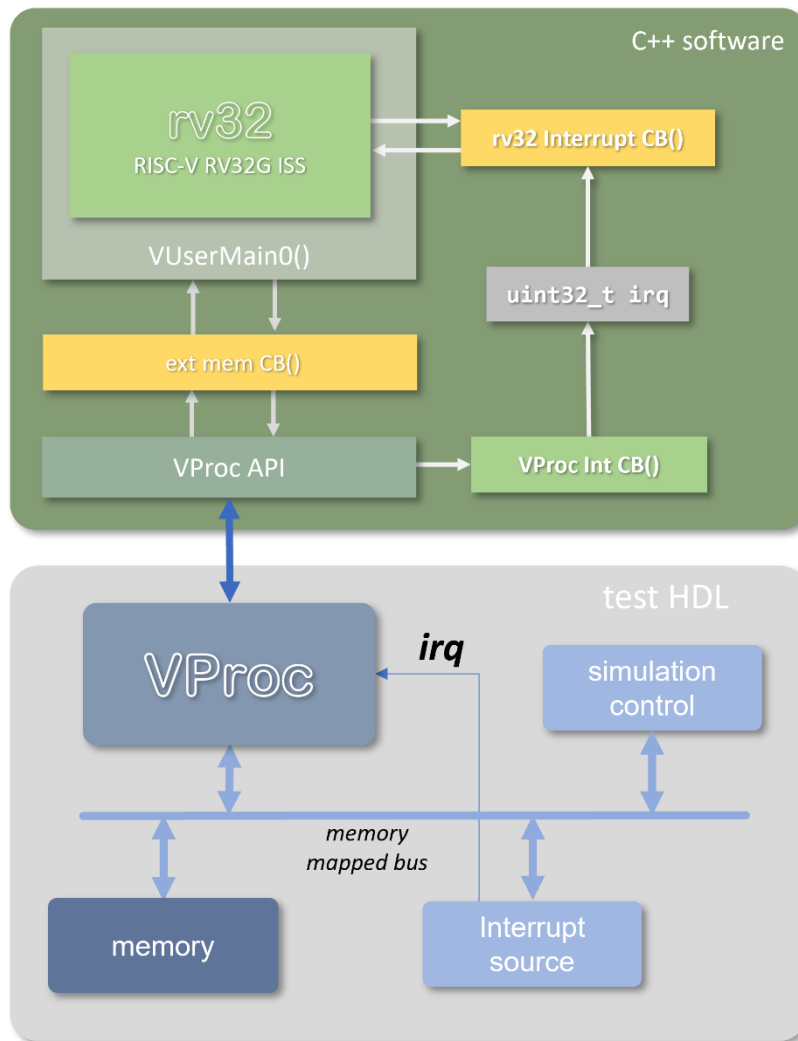 C++ software
rv32
RISC-V RV32G ISS
rv32 Interrupt CB()
VUserMain0()
uint32_t irq
ext mem CB()
VProc API
VProc Int CB()
test HDL
VProc
irq
simulation
control
memory
mapped bus
memory
Interrupt
source